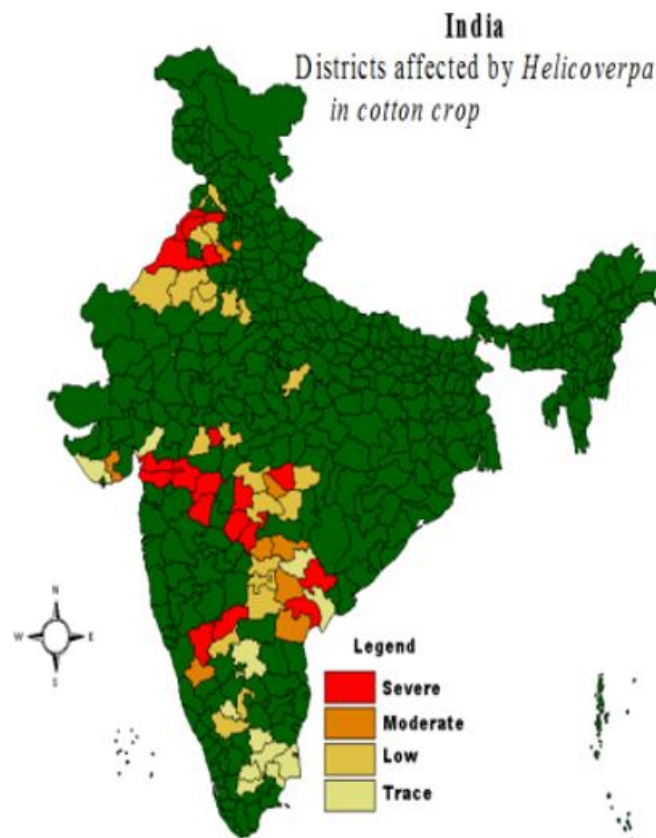 India
Districts affected by Helicoverpa
in cotton crop
N
W E
S
Legend
Severe
Moderate
Low
Trace